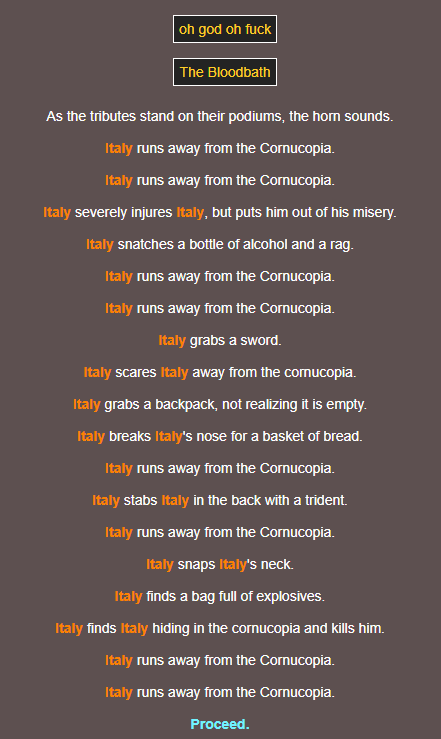 oh god oh fuck
The Bloodbath
As the tributes stand on their podiums, the horn sounds.
Italy runs away from the Cornucopia.
Italy runs away from the Cornucopia.
Italy severely injures Italy, but puts him out of his misery.
Italy snatches a bottle of alcohol and a rag.
Italy runs away from the Cornucopia.
Italy runs away from the Cornucopia.
Italy grabs a sword.
Italy scares Italy away from the cornucopia.
Italy grabs a backpack, not realizing it is empty.
Italy breaks Italy's nose for a basket of bread.
Italy runs away from the Cornucopia.
Italy stabs Italy in the back with a trident.
Italy runs away from the Cornucopia.
Italy snaps Italy's neck.
Italy finds a bag full of explosives.
Italy finds Italy hiding in the cornucopia and kills him.
Italy runs away from the Cornucopia.
Italy runs away from the Cornucopia.
Proceed.